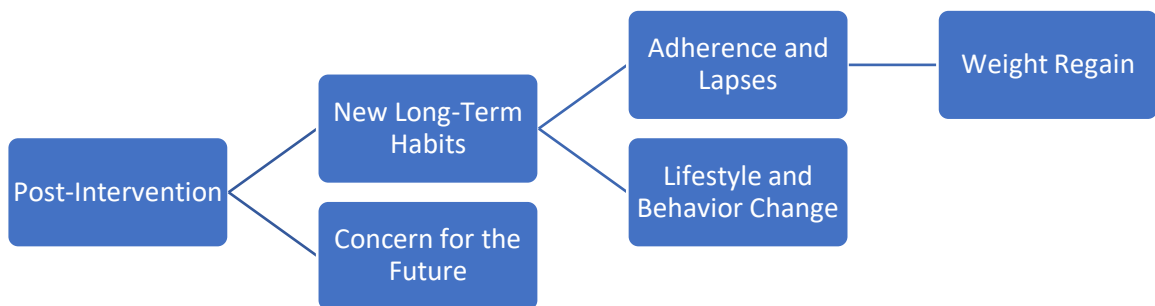 Post-Intervention
New Long-Term
Habits
Concern for the
Future
Adherence and
Lapses
Lifestyle and
Behavior Change
Weight Regain